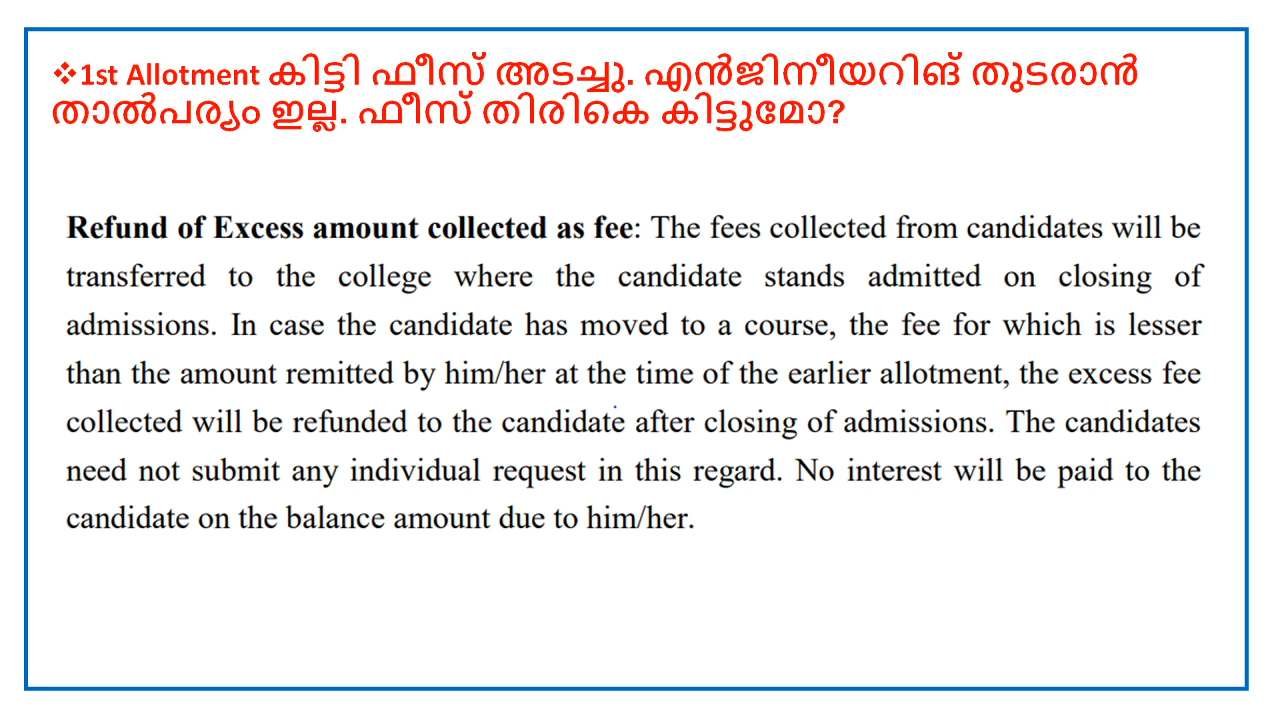 ❖1st Allotment കിട്ടി ഫീസ് അടച്ചു. എൻജിനീയറിങ് തുടരാൻ
താൽപര്യം ഇല്ല. ഫീസ് തിരികെ കിട്ടുമോ?
Refund of Excess amount collected as fee: The fees collected from candidates will be
transferred to the college where the candidate stands admitted on closing of
admissions. In case the candidate has moved to a course, the fee for which is lesser
than the amount remitted by him/her at the time of the earlier allotment, the excess fee
collected will be refunded to the candidate after closing of admissions. The candidates
need not submit any individual request in this regard. No interest will be paid to the
candidate on the balance amount due to him/her.